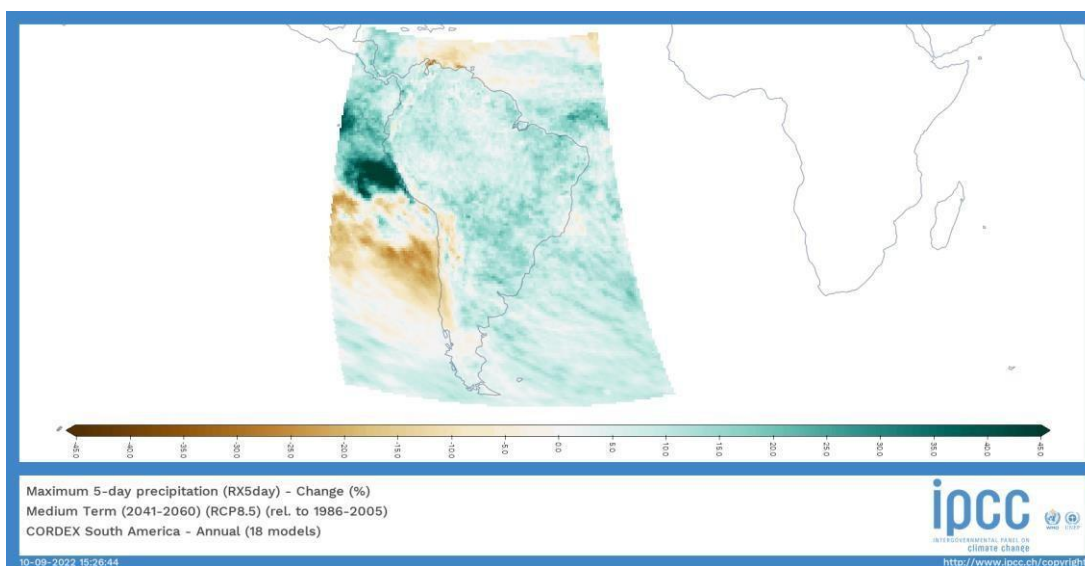 -45.0 -40.0 -35.0 -30.0 -25.0 -20.0 -15.0 -10.0 -5.0 0.0 5.0 10.0 15.0 20.0 25.0 30.0 35.0 40.0 45.0
Maximum 5-day precipitation (RX5day) - Change (%)
Medium Term (2041-2060) (RCP8.5) (rel. to 1986-2005)
CORDEX South America - Annual (18 models)
ipcc
INTERGOVERNMENTAL PANEL ON
climate change
10-09-2022 15:26:44
http://www.ipcc.ch/copyright